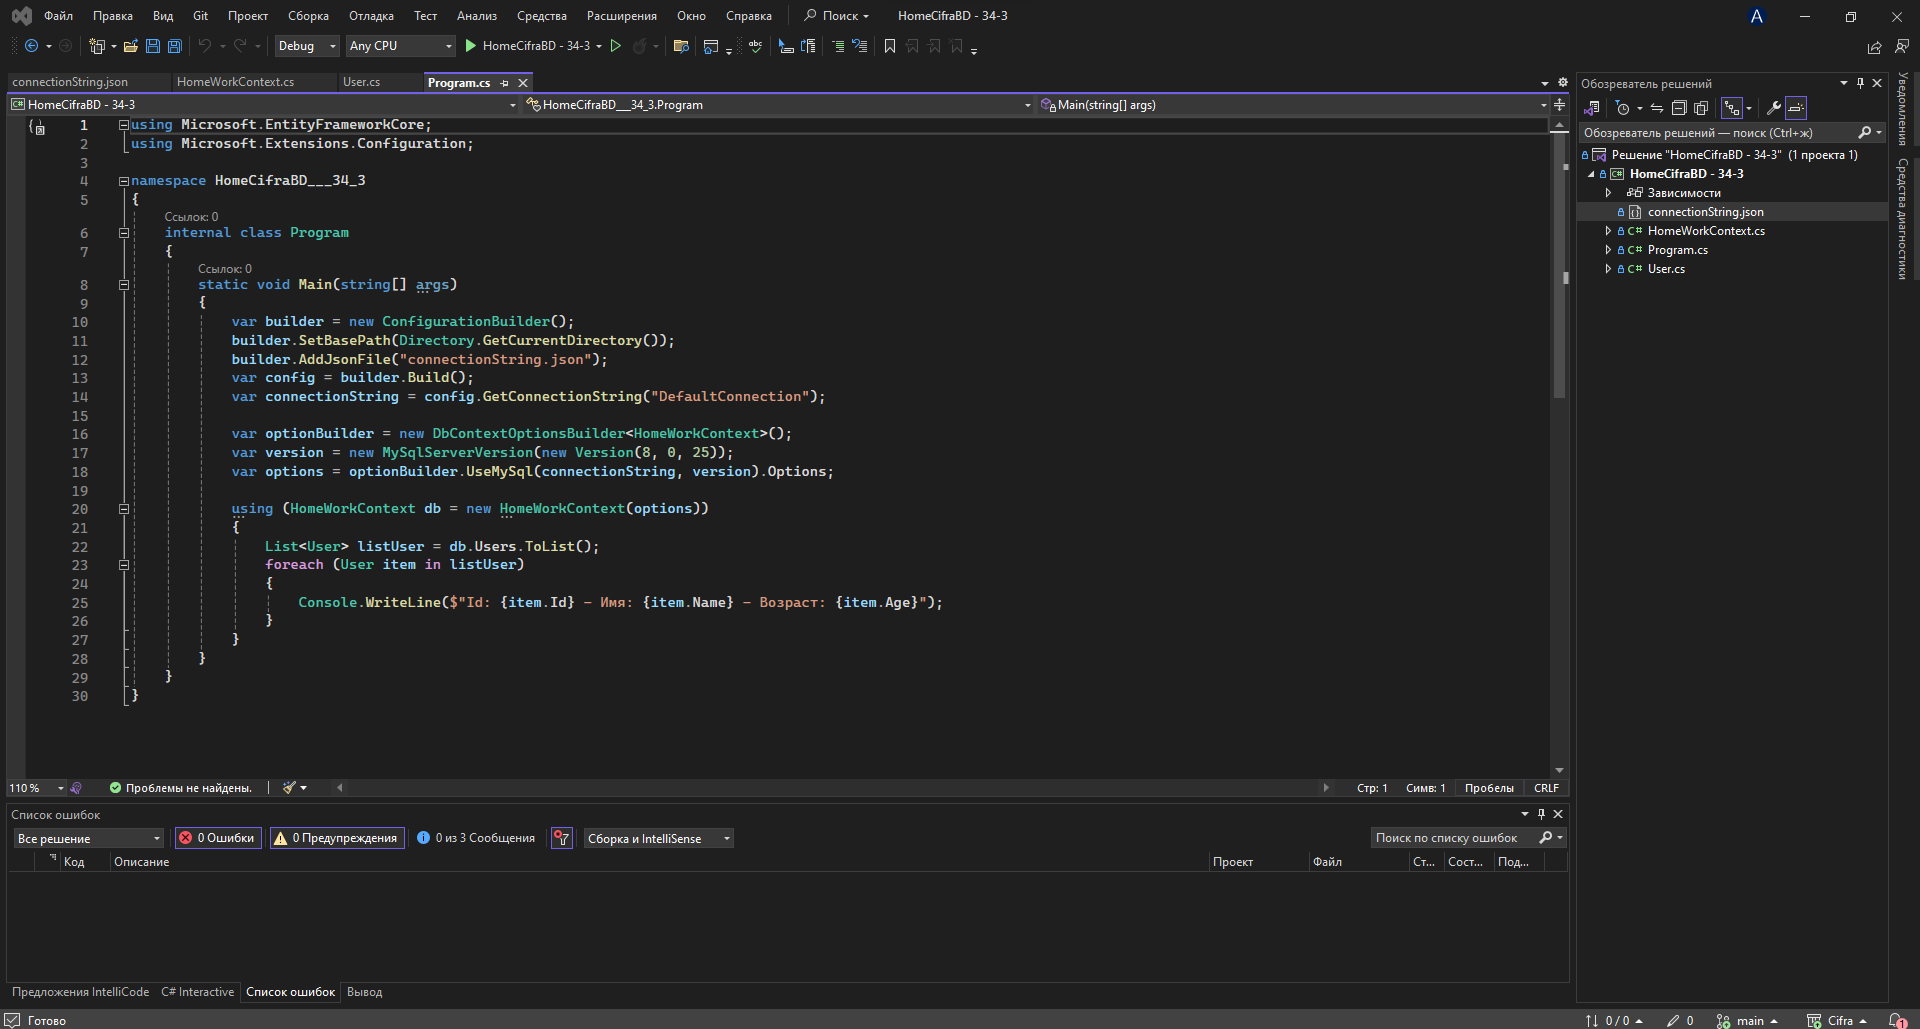 Файл Правка Вид Git Проект Сборка Отладка Тест Анализ Средства Расширения Окно Справка Поиск HomeCifraBD - 34-3 A
Debug Any CPU HomeCifraBD - 34-3
connectionString.json HomeWorkContext.cs User.cs Program.cs
HomeCifraBD - 34-3 HomeCifraBD___34_3.Program Main(string[] args)
1 using Microsoft.EntityFrameworkCore;
2 using Microsoft.Extensions.Configuration;
3
4 namespace HomeCifraBD___34_3
5 {
Ссылок: 0
6 internal class Program
7 {
Ссылок: 0
8 static void Main(string[] args)
9 {
10 var builder = new ConfigurationBuilder();
11 builder.SetBasePath(Directory.GetCurrentDirectory());
12 builder.AddJsonFile("connectionString.json");
13 var config = builder.Build();
14 var connectionString = config.GetConnectionString("DefaultConnection");
15
16 var optionBuilder = new DbContextOptionsBuilder<HomeWorkContext>();
17 var version = new MySqlServerVersion(new Version(8, 0, 25));
18 var options = optionBuilder.UseMySql(connectionString, version).Options;
19
20 using (HomeWorkContext db = new HomeWorkContext(options))
21 {
22 List<User> listUser = db.Users.ToList();
23 foreach (User item in listUser)
24 {
25 Console.WriteLine($"Id: {item.Id} - Имя: {item.Name} - Возраст: {item.Age}");
26 }
27 }
28 }
29 }
30 }
110 % Проблемы не найдены. Стр: 1 Симв: 1 Пробелы CRLF
Список ошибок
Все решение 0 Ошибки 0 Предупреждения 0 из 3 Сообщения Сборка и IntelliSense Поиск по списку ошибок
Код Описание Проект Файл Ст... Сост... Под...
Предложения IntelliCode C# Interactive Список ошибок Вывод
Обозреватель решений
Обозреватель решений — поиск (Ctrl+ж)
Решение "HomeCifraBD - 34-3" (1 проекта 1)
HomeCifraBD - 34-3
Зависимости
connectionString.json
C# HomeWorkContext.cs
C# Program.cs
C# User.cs
Уведомления
Средства диагностики
Готово 0 / 0 0 main Cifra 1